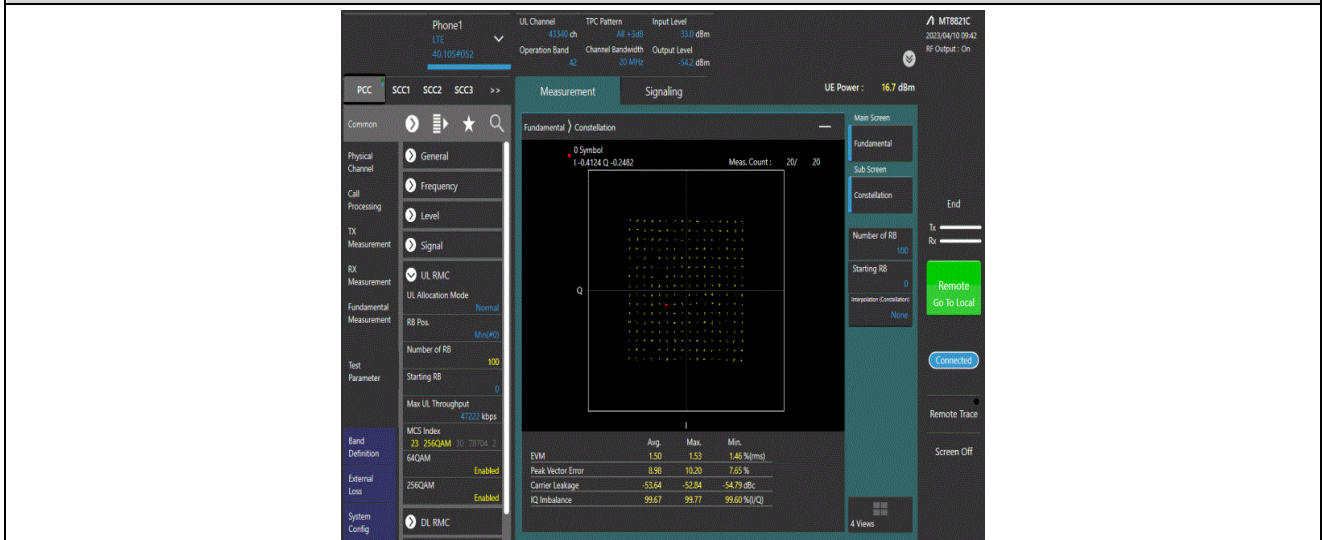 Phone1
LTE
40.105#052
UL Channel TPC Pattern Input Level
43340 ch All +3dB 33.0 dBm
Operation Band Channel Bandwidth Output Level
42 20 MHz -54.2 dBm
MT8821C
2023/04/10 09:42
RF Output : On
PCC SCC1 SCC2 SCC3 >>
Measurement Signaling UE Power : 16.7 dBm
Common
Physical Channel
Call Processing
TX Measurement
RX Measurement
Fundamental Measurement
Test Parameter
Band Definition
External Loss
System Config
General
Frequency
Level
Signal
UL RMC
UL Allocation Mode
Normal
RB Pos.
Min(#0)
Number of RB
100
Starting RB
0
Max UL Throughput
47222 kbps
MCS Index
23 256QAM 30 78704 2
64QAM
Enabled
256QAM
Enabled
DL RMC
Fundamental ⟩ Constellation
0 Symbol
I -0.4124 Q -0.2482 Meas. Count : 20/ 20
Q
I
Avg. Max. Min.
EVM 1.50 1.53 1.46 %(rms)
Peak Vector Error 8.98 10.20 7.65 %
Carrier Leakage -53.64 -52.84 -54.79 dBc
IQ Imbalance 99.67 99.77 99.60 %(I/Q)
Main Screen
Fundamental
Sub Screen
Constellation
Number of RB
100
Starting RB
0
Interpolation (Constellation)
None
4 Views
End
Tx
Rx
Remote
Go To Local
Connected
Remote Trace
Screen Off